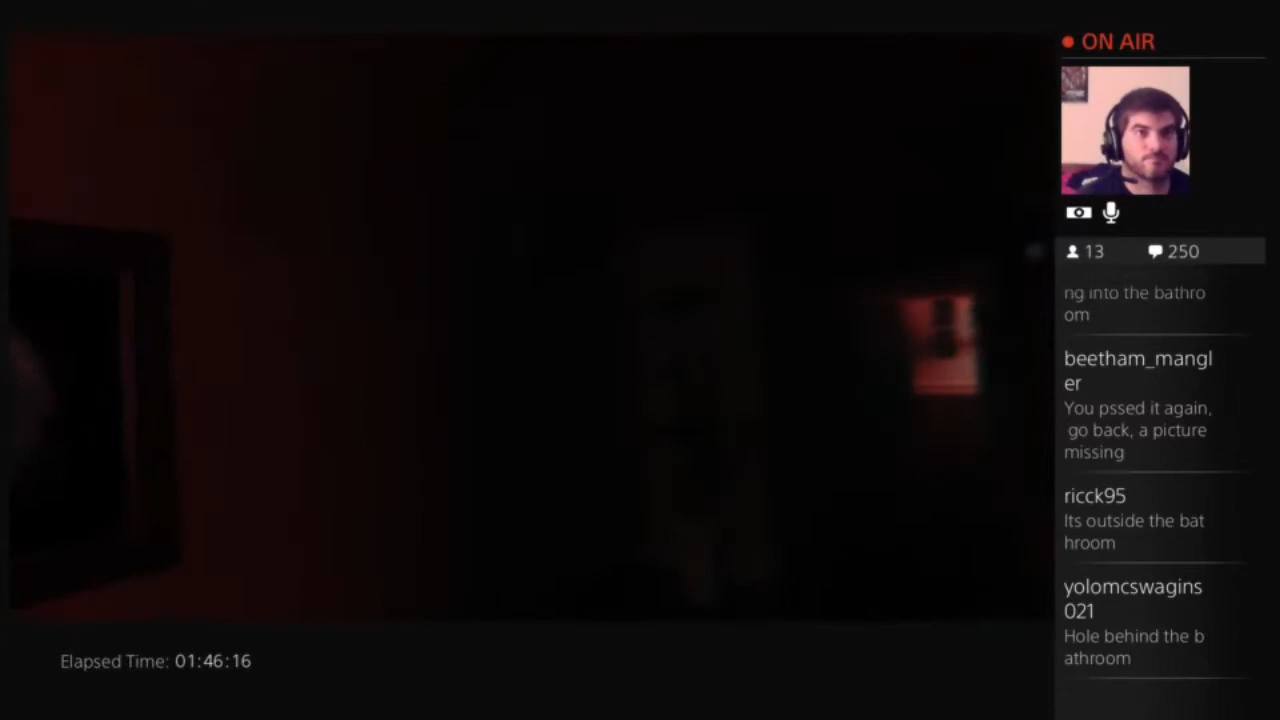 ON AIR
13 250
ng into the bathro
om
beetham_mangl
er
You pssed it again,
go back, a picture
missing
ricck95
Its outside the bat
hroom
yolomcswagins
021
Hole behind the b
athroom
Elapsed Time: 01:46:16